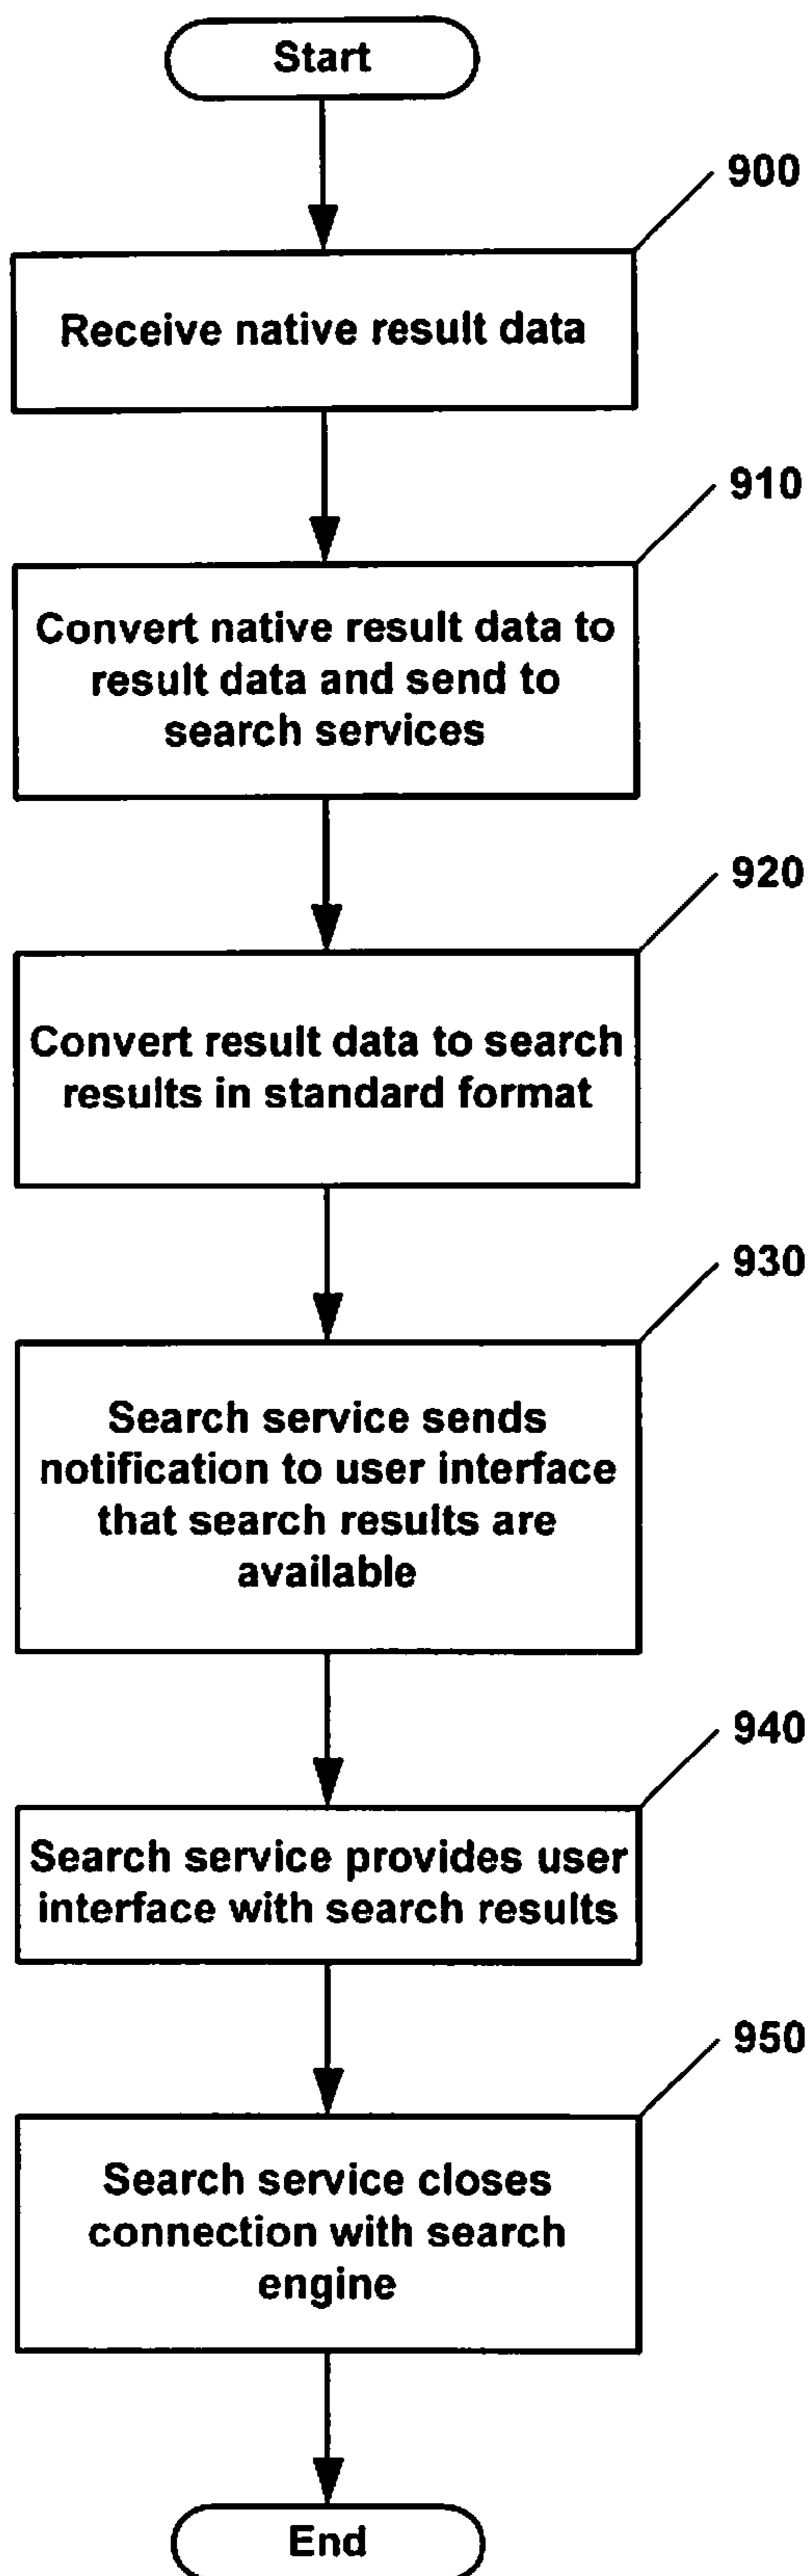 Start
900
Receive native result data
910
Convert native result data to
result data and send to
search services
920
Convert result data to search
results in standard format
930
Search service sends
notification to user interface
that search results are
available
940
Search service provides user
interface with search results
950
Search service closes
connection with search
engine
End